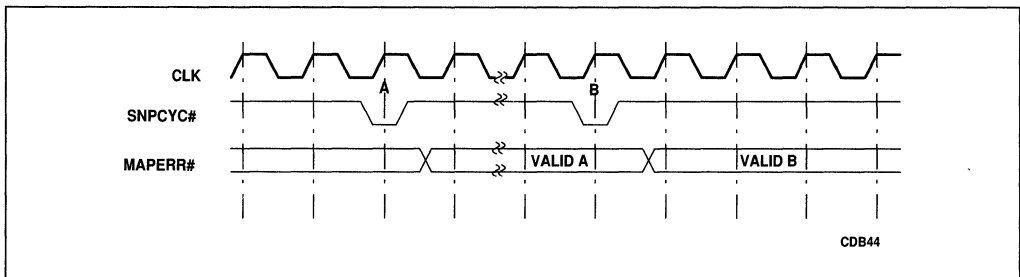 CLK
A
B
SNPCYC#
MAPERR#
VALID A
VALID B
CDB44